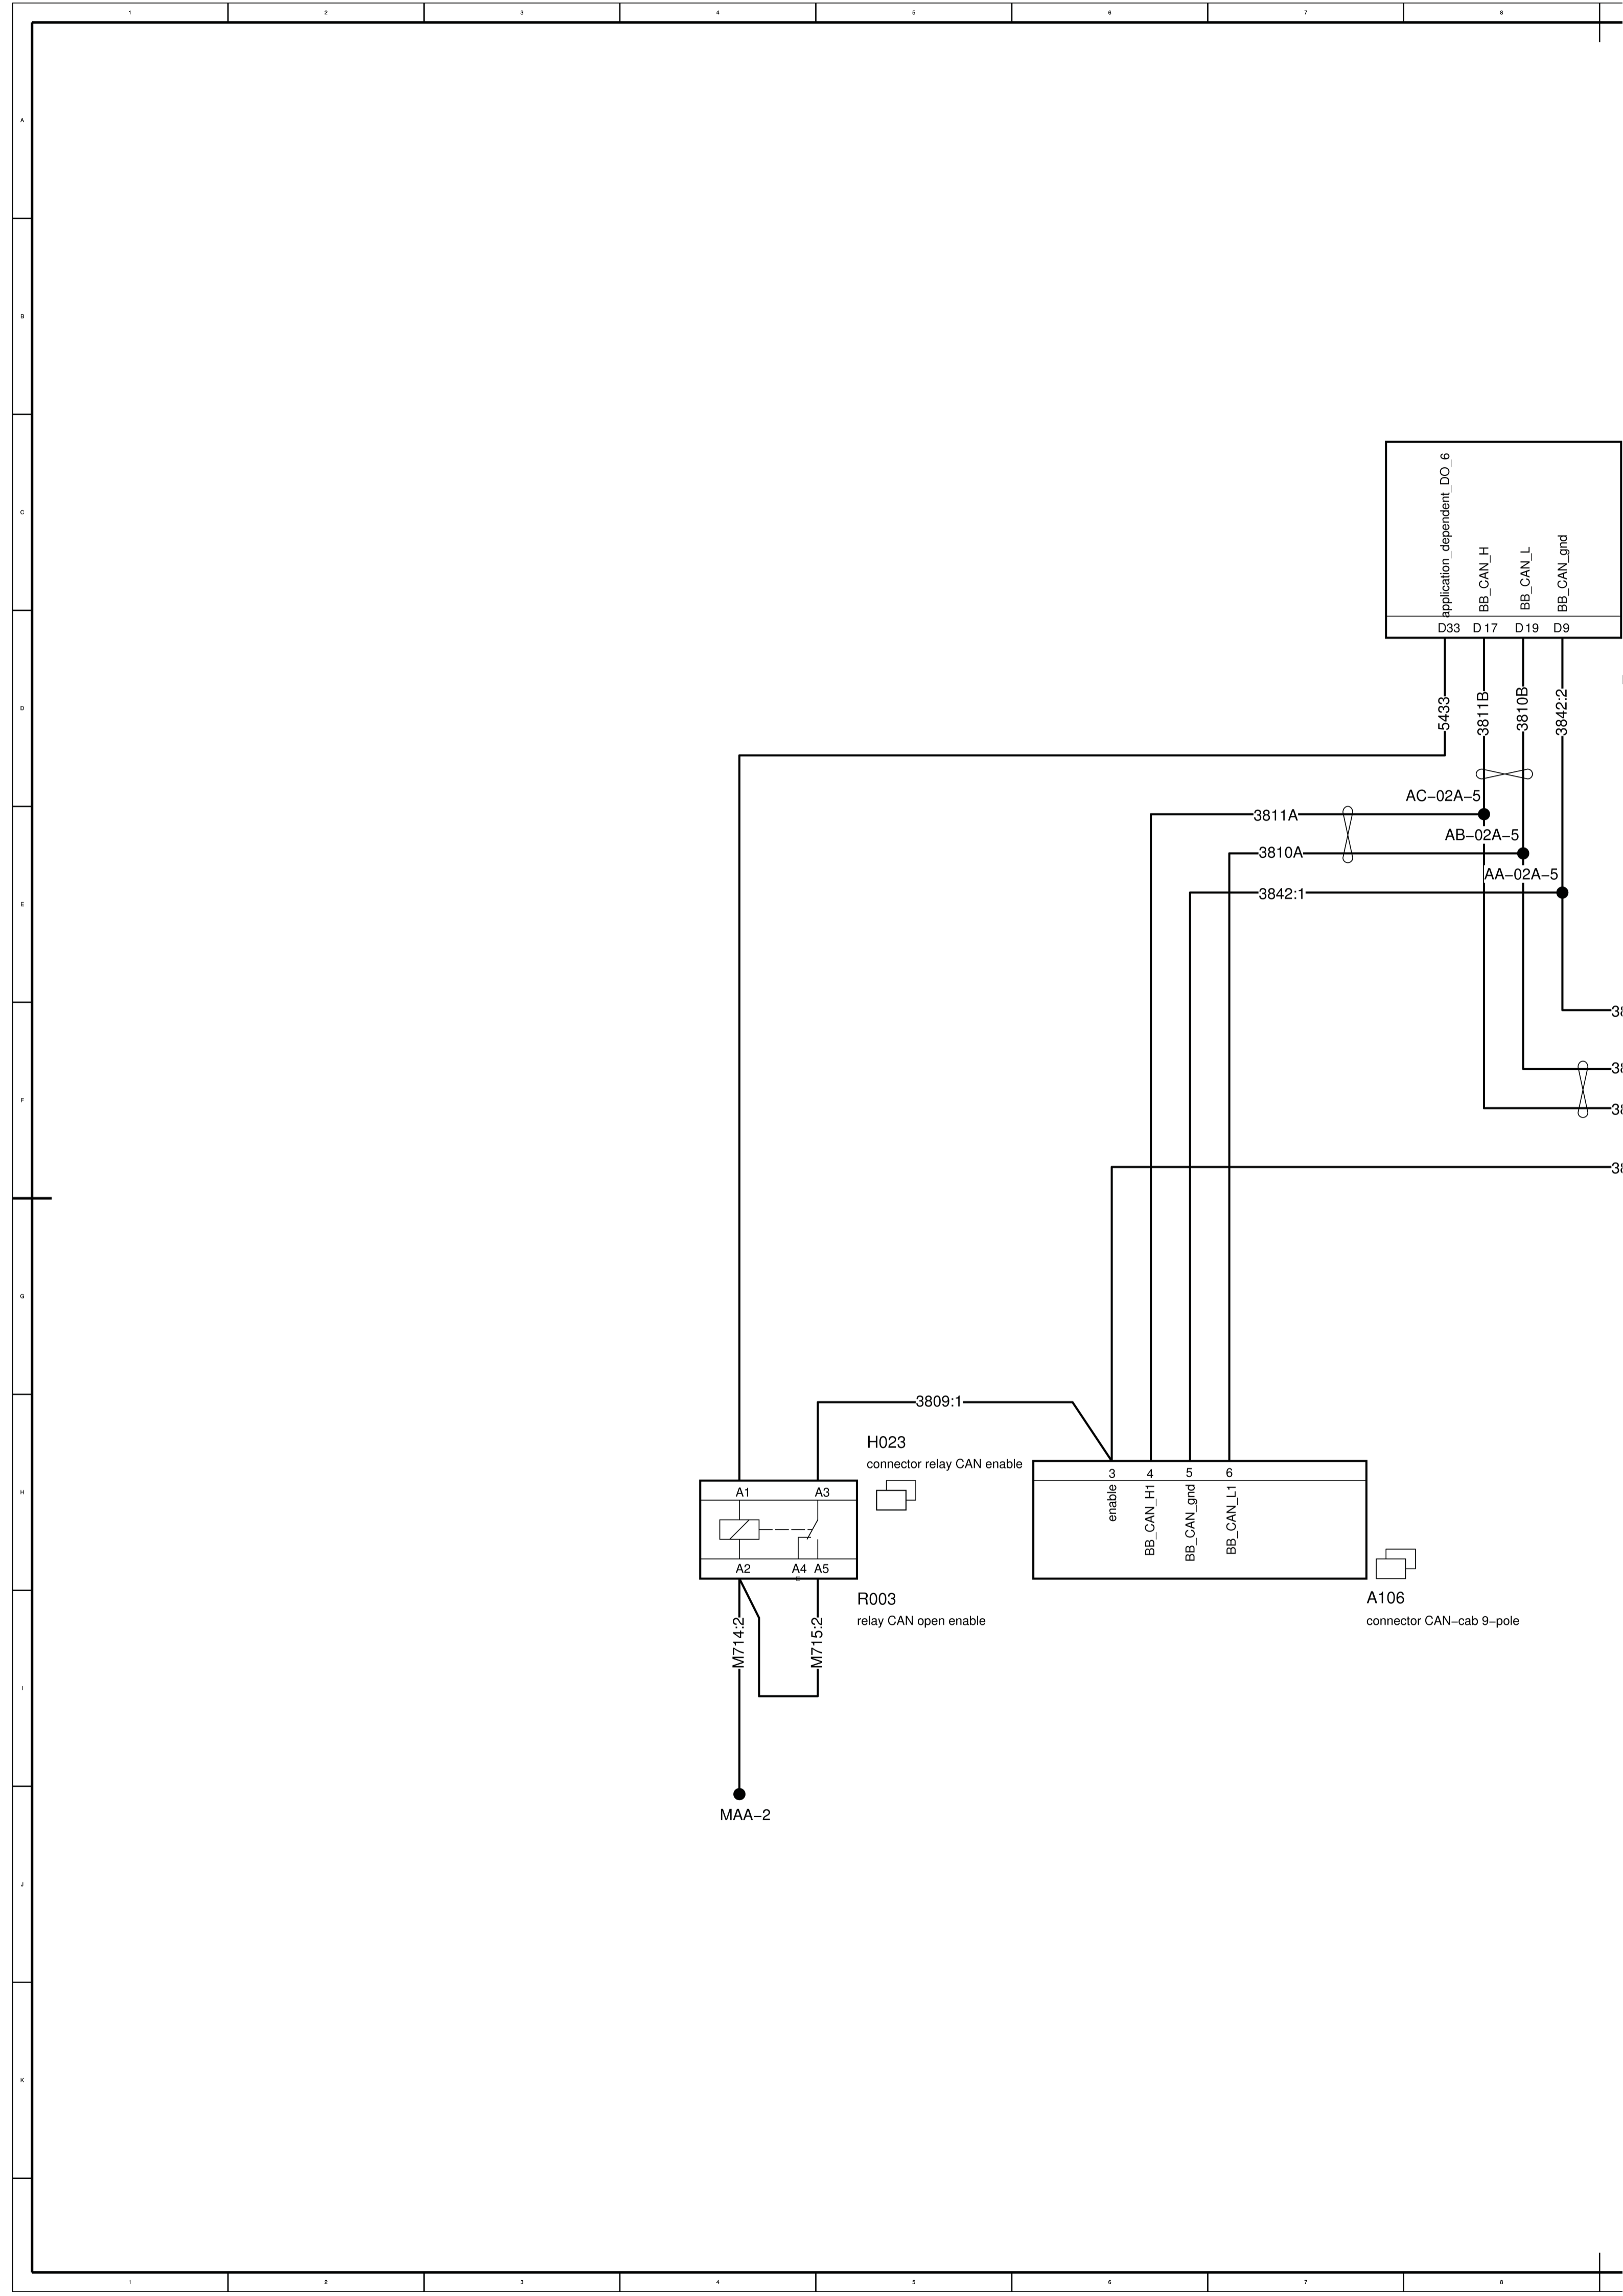 1 2 3 4 5 6 7 8
A
B
C
application_dependent_DO_6
BB_CAN_H
BB_CAN_L
BB_CAN_gnd
D33 D17 D19 D9
D
5433
3811B
3810B
3842:2
AC-02A-5
3811A
AB-02A-5
3810A
AA-02A-5
3842:1
E
F
G
3809:1
H023
connector relay CAN enable
H
A1 A3
3 4 5 6
enable
BB_CAN_H1
BB_CAN_gnd
BB_CAN_L1
A2 A4 A5
R003
relay CAN open enable
A106
connector CAN-cab 9-pole
M714:2
M715:2
I
MAA-2
J
K
1 2 3 4 5 6 7 8